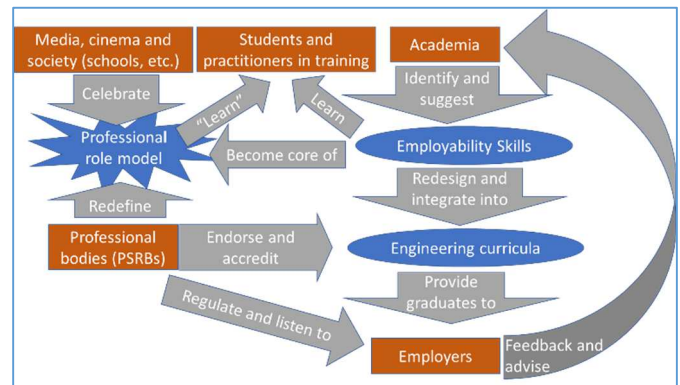 Media, cinema and
society (schools, etc.)
Students and
practitioners in training
Academia
Celebrate
"Learn"
Learn
Identify and
suggest
Professional
role model
Become core of
Employability Skills
Redefine
Redesign and
integrate into
Professional
bodies (PSRBs)
Endorse and
accredit
Engineering curricula
Regulate and listen to
Provide
graduates to
Employers
Feedback and
advise